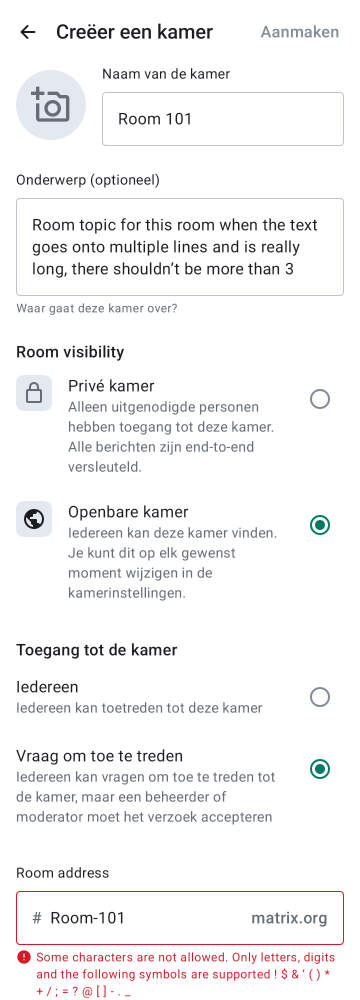 Creëer een kamer
Aanmaken
Naam van de kamer
Room 101
Onderwerp (optioneel)
Room topic for this room when the text
goes onto multiple lines and is really
long, there shouldn’t be more than 3
Waar gaat deze kamer over?
Room visibility
Privé kamer
Alleen uitgenodigde personen
hebben toegang tot deze kamer.
Alle berichten zijn end-to-end
versleuteld.
Openbare kamer
Iedereen kan deze kamer vinden.
Je kunt dit op elk gewenst
moment wijzigen in de
kamerinstellingen.
Toegang tot de kamer
Iedereen
Iedereen kan toetreden tot deze kamer
Vraag om toe te treden
Iedereen kan vragen om toe te treden tot
de kamer, maar een beheerder of
moderator moet het verzoek accepteren
Room address
# Room-101 matrix.org
Some characters are not allowed. Only letters, digits
and the following symbols are supported ! $ & ‘ ( ) *
+ / ; = ? @ [ ] - . _